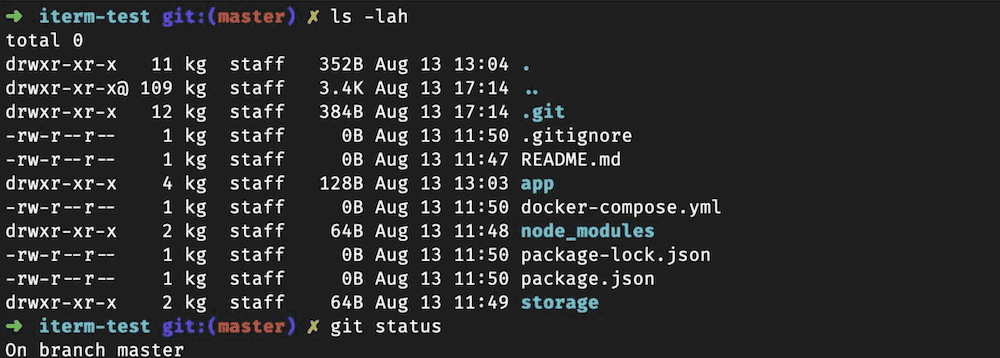 ➜ iterm-test git:(master) ✗ ls -lah
total 0
drwxr-xr-x   11 kg  staff   352B Aug 13 13:04 .
drwxr-xr-x@ 109 kg  staff   3.4K Aug 13 17:14 ..
drwxr-xr-x   12 kg  staff   384B Aug 13 17:14 .git
-rw-r--r--    1 kg  staff     0B Aug 13 11:50 .gitignore
-rw-r--r--    1 kg  staff     0B Aug 13 11:47 README.md
drwxr-xr-x    4 kg  staff   128B Aug 13 13:03 app
-rw-r--r--    1 kg  staff     0B Aug 13 11:50 docker-compose.yml
drwxr-xr-x    2 kg  staff    64B Aug 13 11:48 node_modules
-rw-r--r--    1 kg  staff     0B Aug 13 11:50 package-lock.json
-rw-r--r--    1 kg  staff     0B Aug 13 11:50 package.json
drwxr-xr-x    2 kg  staff    64B Aug 13 11:49 storage
➜ iterm-test git:(master) ✗ git status
On branch master